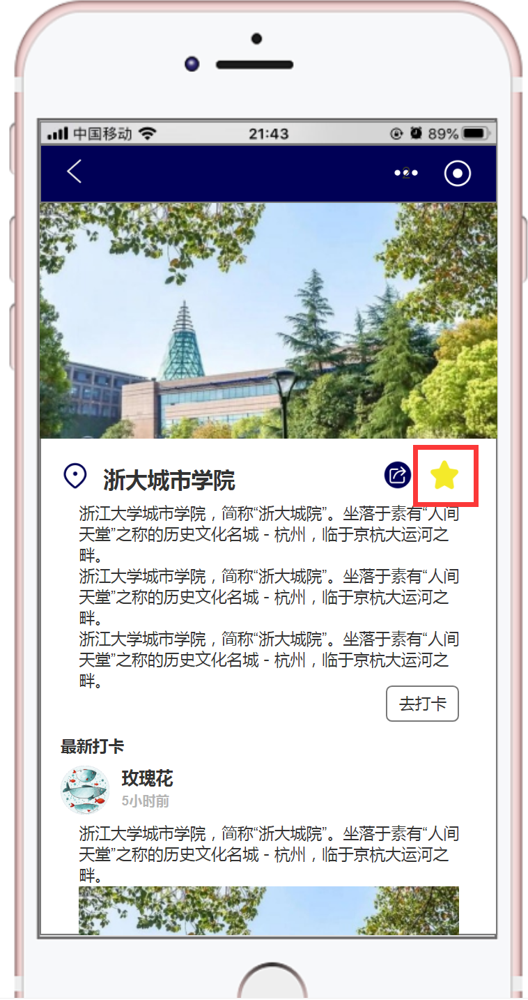 中国移动 21:43 89%
2
浙大城市学院
浙江大学城市学院，简称“浙大城院”。坐落于素有“人间
天堂”之称的历史文化名城－杭州，临于京杭大运河之
畔。
浙江大学城市学院，简称“浙大城院”。坐落于素有“人间
天堂”之称的历史文化名城－杭州，临于京杭大运河之
畔。
浙江大学城市学院，简称“浙大城院”。坐落于素有“人间
天堂”之称的历史文化名城－杭州，临于京杭大运河之
畔。
去打卡
最新打卡
玫瑰花
5小时前
浙江大学城市学院，简称“浙大城院”。坐落于素有“人间
天堂”之称的历史文化名城－杭州，临于京杭大运河之
畔。